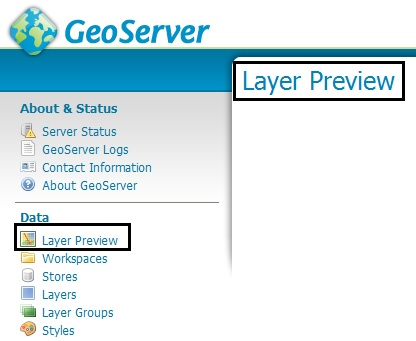 GeoServer
Layer Preview
About & Status
Server Status
GeoServer Logs
Contact Information
About GeoServer
Data
Layer Preview
Workspaces
Stores
Layers
Layer Groups
Styles